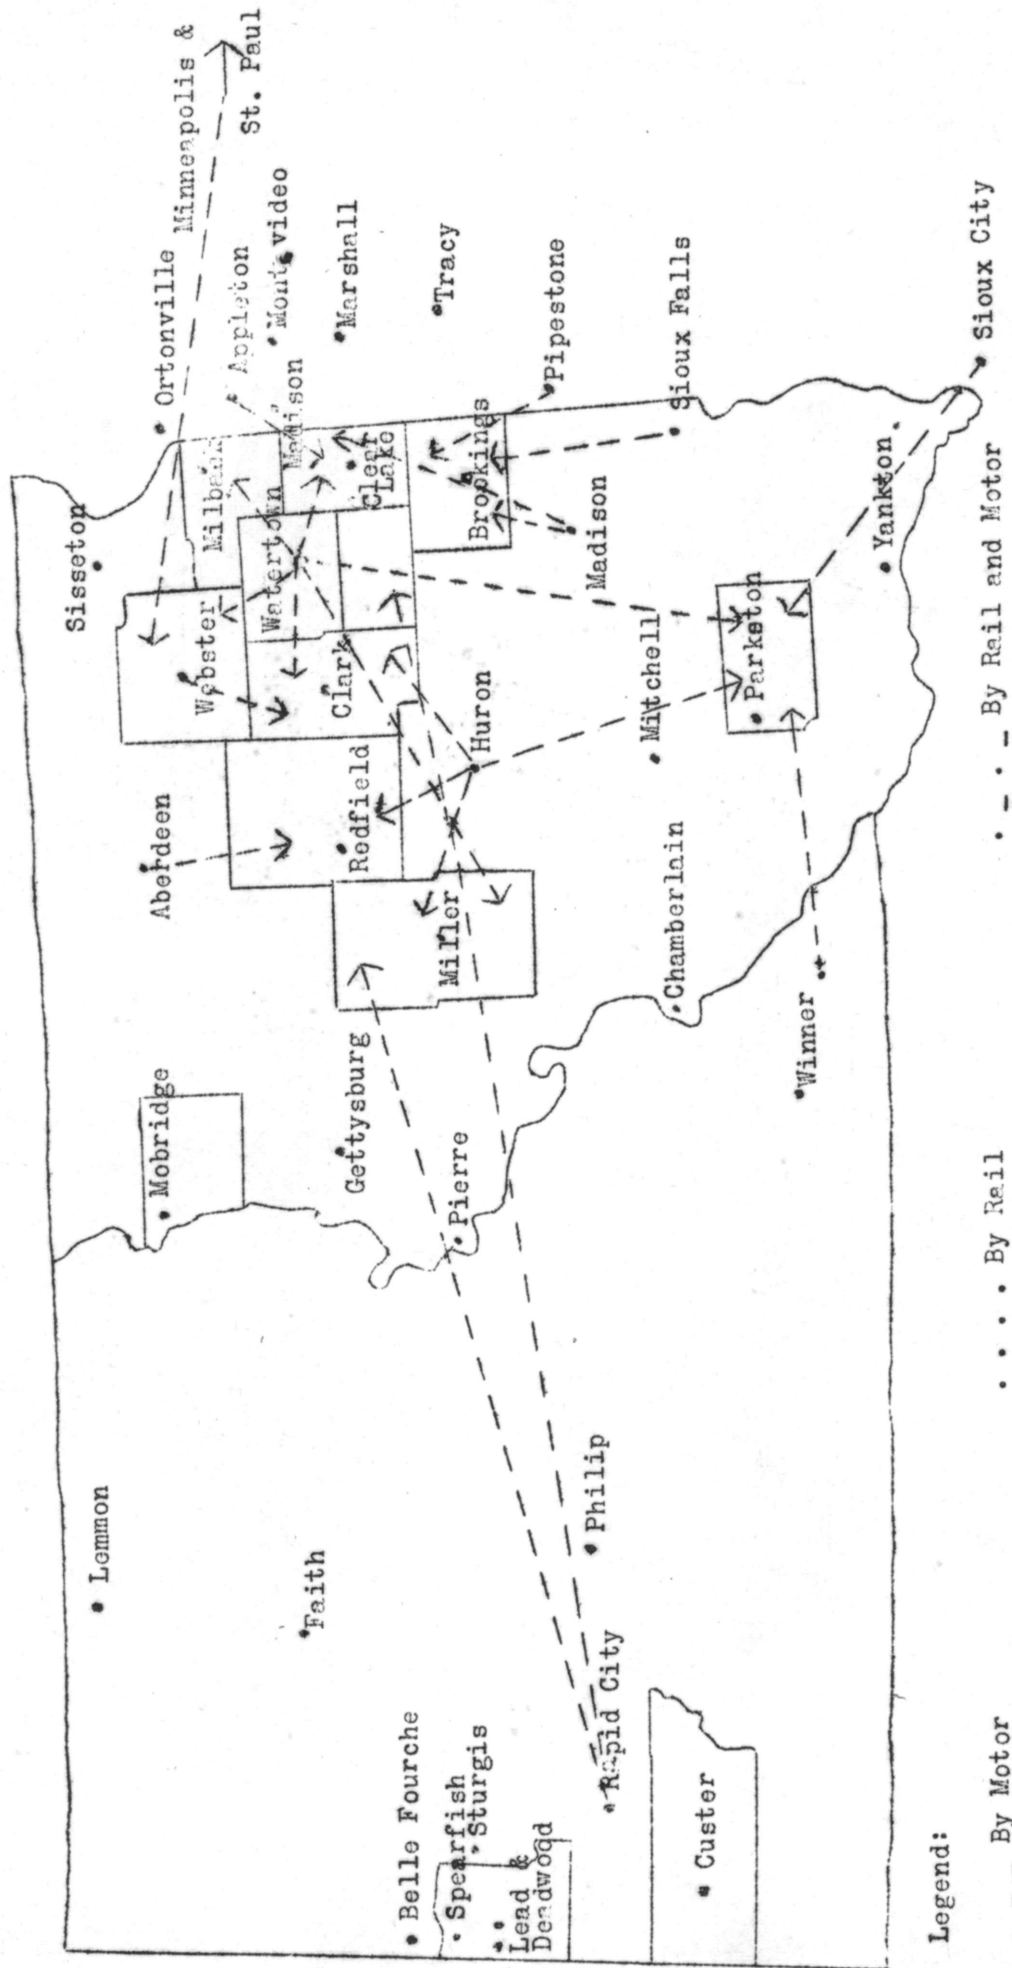 Minneapolis &
St. Paul
Ortonville
Sisseton
Appleton
Milbank
Montevideo
Webster
Watertown
Madison
Marshall
Aberdeen
Clark
Clear
Lake
Tracy
Mobridge
Redfield
Brookings
Pipestone
Lemmon
Gettysburg
Miller
Huron
Madison
Sioux Falls
Faith
Pierre
Mitchell
Belle Fourche
Spearfish
Sturgis
Philip
Chamberlain
Parkston
Lead &
Deadwood
Rapid City
Winner
Yankton
Sioux City
Custer
Legend:
By Motor
. . . . By Rail
. _ . _ By Rail and Motor